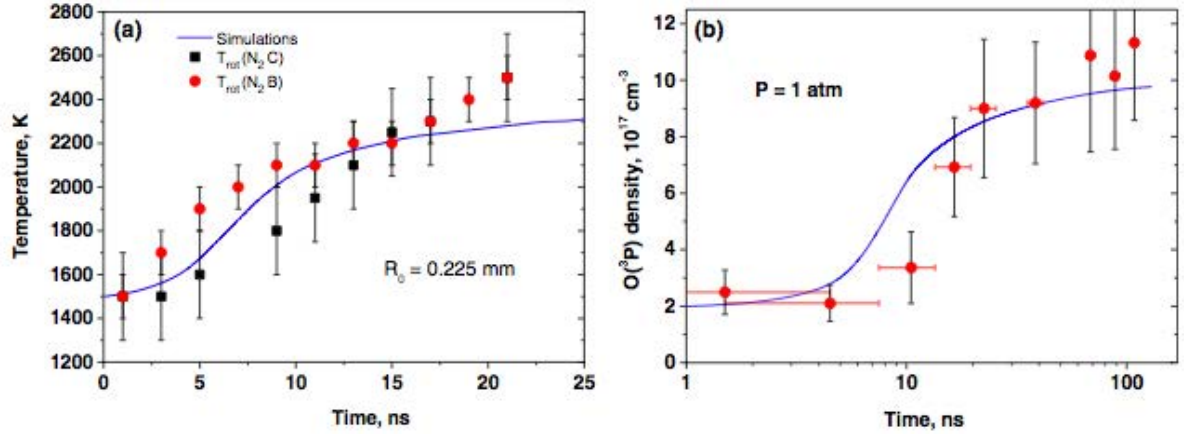 (a)
Simulations
T_rot(N₂ C)
T_rot(N₂ B)
R₀ = 0.225 mm
2800
2600
2400
2200
2000
1800
1600
1400
1200
Temperature, K
0 5 10 15 20 25
Time, ns
(b)
P = 1 atm
12
10
8
6
4
2
0
O(³P) density, 10¹⁷ cm⁻³
1 10 100
Time, ns